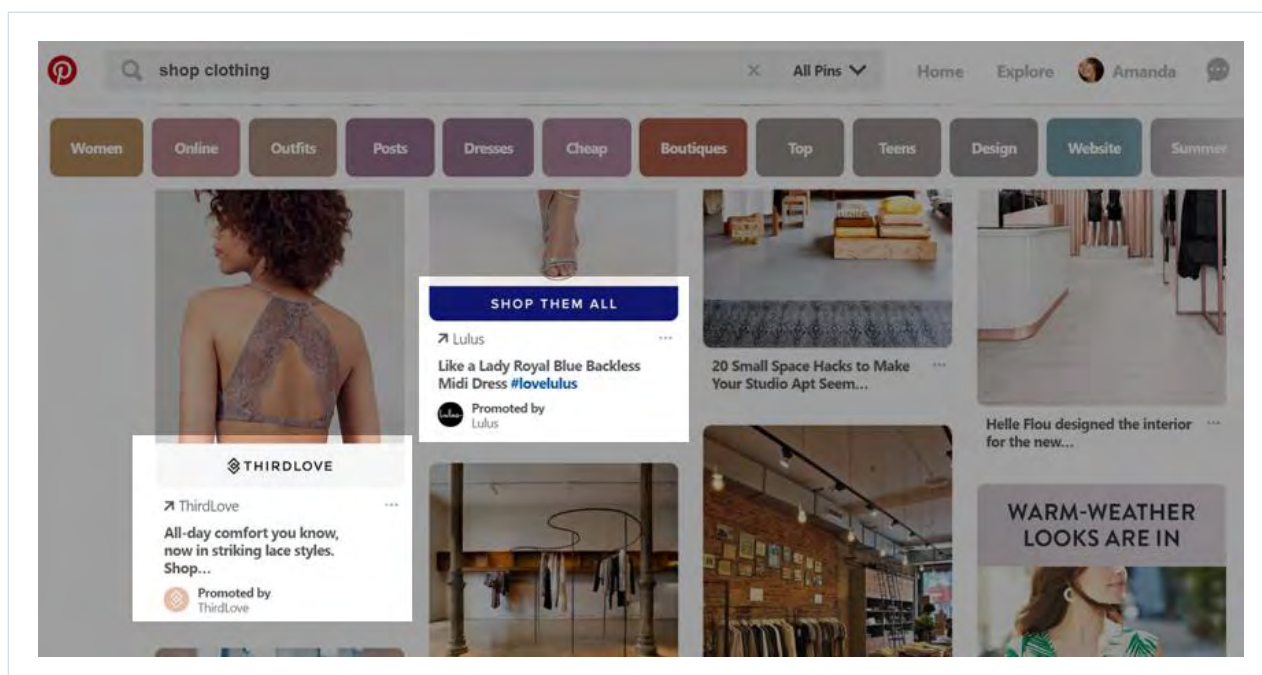 shop clothing
All Pins
Home
Explore
Amanda
Women
Online
Outfits
Posts
Dresses
Cheap
Boutiques
Top
Teens
Design
Website
Summer
THIRDLOVE
ThirdLove
All-day comfort you know,
now in striking lace styles.
Shop...
Promoted by
ThirdLove
SHOP THEM ALL
Lulus
Like a Lady Royal Blue Backless
Midi Dress #lovelulus
Lulus
Promoted by
Lulus
20 Small Space Hacks to Make
Your Studio Apt Seem...
Helle Flou designed the interior
for the new...
WARM-WEATHER
LOOKS ARE IN